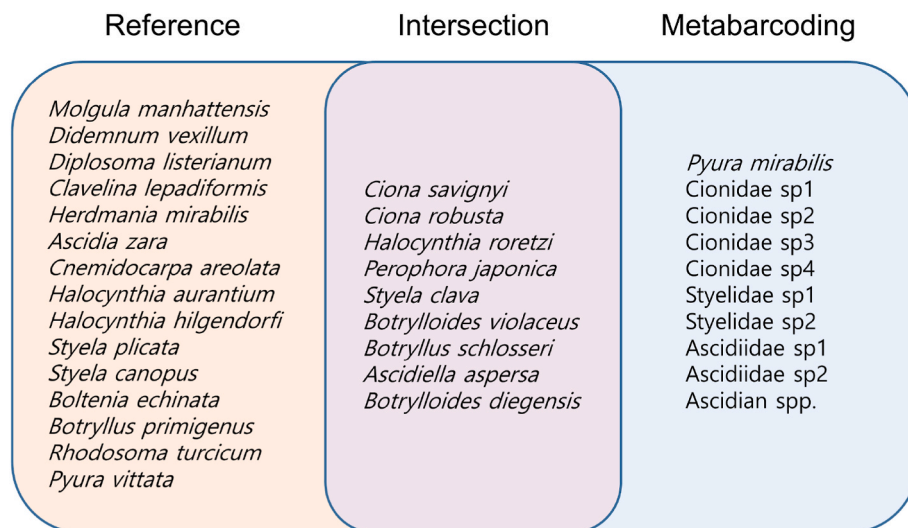 Reference
Intersection
Metabarcoding
Molgula manhattensis
Didemnum vexillum
Diplosoma listerianum
Clavelina lepadiformis
Herdmania mirabilis
Ascidia zara
Cnemidocarpa areolata
Halocynthia aurantium
Halocynthia hilgendorfi
Styela plicata
Styela canopus
Boltenia echinata
Botryllus primigenus
Rhodosoma turcicum
Pyura vittata
Ciona savignyi
Ciona robusta
Halocynthia roretzi
Perophora japonica
Styela clava
Botrylloides violaceus
Botryllus schlosseri
Ascidiella aspersa
Botrylloides diegensis
Pyura mirabilis
Cionidae sp1
Cionidae sp2
Cionidae sp3
Cionidae sp4
Styelidae sp1
Styelidae sp2
Ascidiidae sp1
Ascidiidae sp2
Ascidian spp.